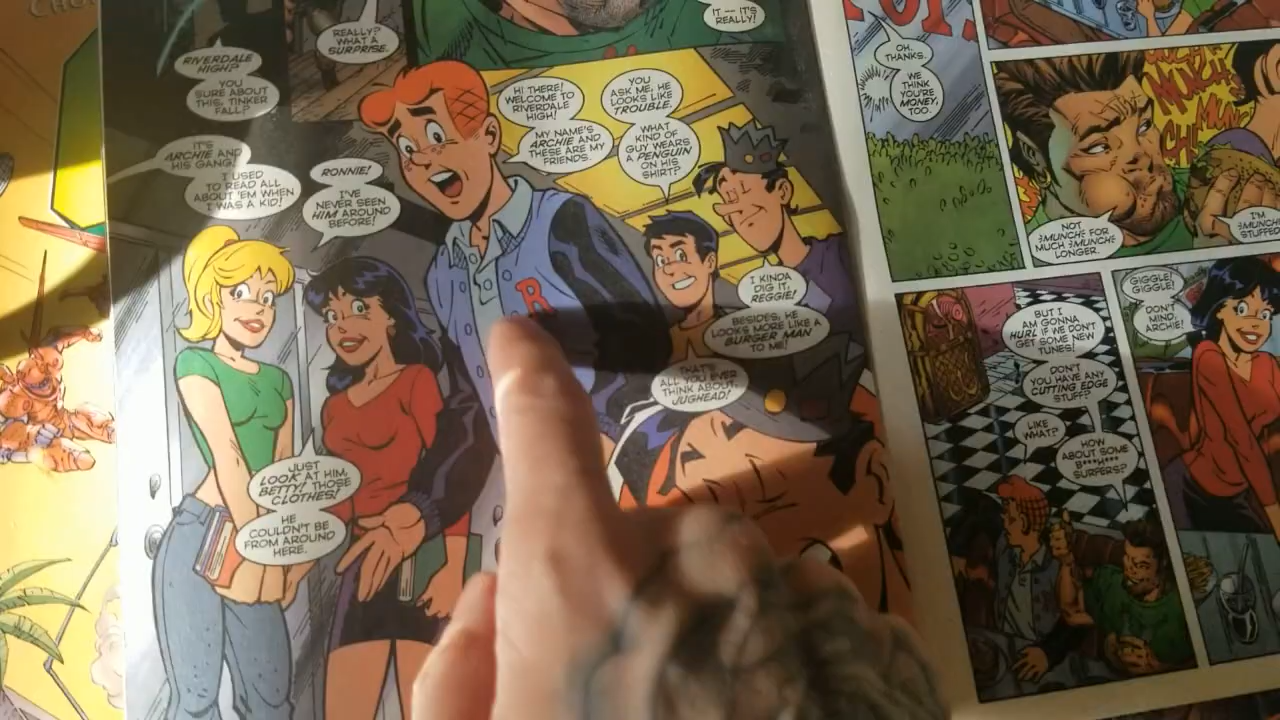 RIVERDALE
HIGH?
YOU
SURE ABOUT
THIS, TINKER
FALL?
REALLY?
WHAT A
SURPRISE.
IT -- IT'S
REALLY!
IT'S
ARCHIE AND
HIS GANG!
I USED
TO READ ALL
ABOUT 'EM WHEN
I WAS A KID!
RONNIE!
I'VE
NEVER SEEN
HIM AROUND
BEFORE!
HI THERE!
WELCOME TO
RIVERDALE
HIGH!
MY NAME'S
ARCHIE AND
THESE ARE MY
FRIENDS.
YOU
ASK ME, HE
LOOKS LIKE
TROUBLE.
WHAT
KIND OF
GUY WEARS
A PENGUIN
ON HIS
SHIRT?
I KINDA
DIG IT,
REGGIE!
BESIDES, HE
LOOKS MORE LIKE A
BURGER MAN
TO ME!
THAT'S
ALL YOU EVER
THINK ABOUT,
JUGHEAD!
R
JUST
LOOK AT HIM,
BETTY! THOSE
CLOTHES!
HE
COULDN'T BE
FROM AROUND
HERE.
OH.
THANKS.
WE
THINK
YOU'RE
MONEY,
TOO.
MUNCH!
MUNCH!
NOT
MUNCH FOR
MUCH MUNCH
LONGER.
I'M
MUNCH
STUFFED
BUT I
AM GONNA
HURL IF WE DON'T
GET SOME NEW
TUNES!
DON'T
YOU HAVE ANY
CUTTING EDGE
STUFF?
LIKE
WHAT?
HOW
ABOUT SOME
B***H***
SURFERS?
GIGGLE!
GIGGLE!
DON'T
MIND,
ARCHIE!